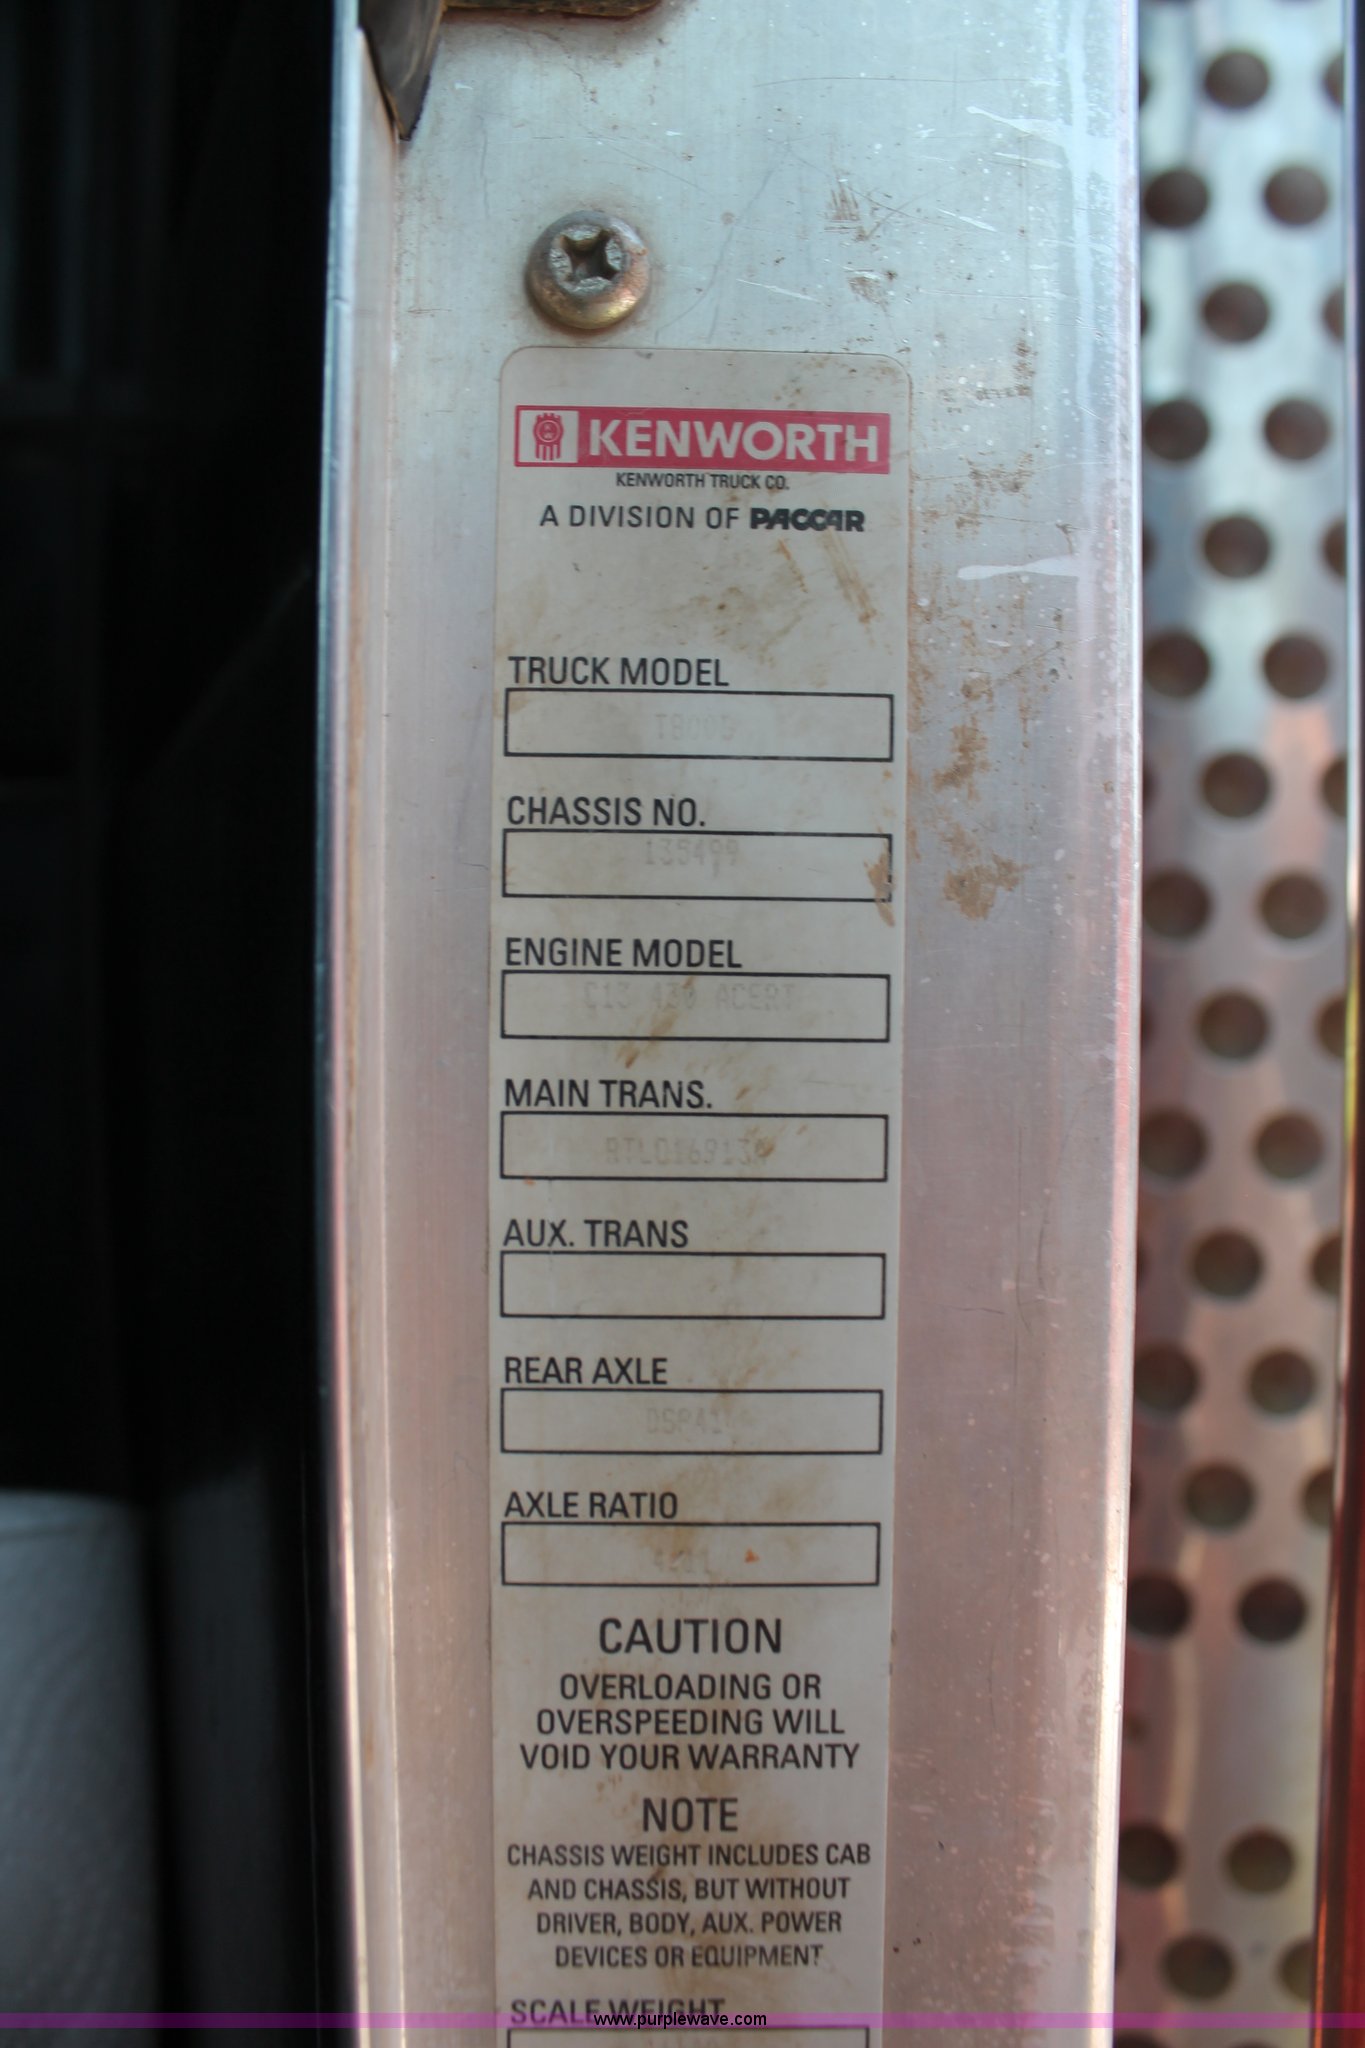 KENWORTH
KENWORTH TRUCK CO.
A DIVISION OF PACCAR
TRUCK MODEL
CHASSIS NO.
135499
ENGINE MODEL
C13 430 ACERT
MAIN TRANS.
AUX. TRANS
REAR AXLE
AXLE RATIO
CAUTION
OVERLOADING OR
OVERSPEEDING WILL
VOID YOUR WARRANTY
NOTE
CHASSIS WEIGHT INCLUDES CAB
AND CHASSIS, BUT WITHOUT
DRIVER, BODY, AUX. POWER
DEVICES OR EQUIPMENT
SCALE WEIGHT
www.purplewave.com